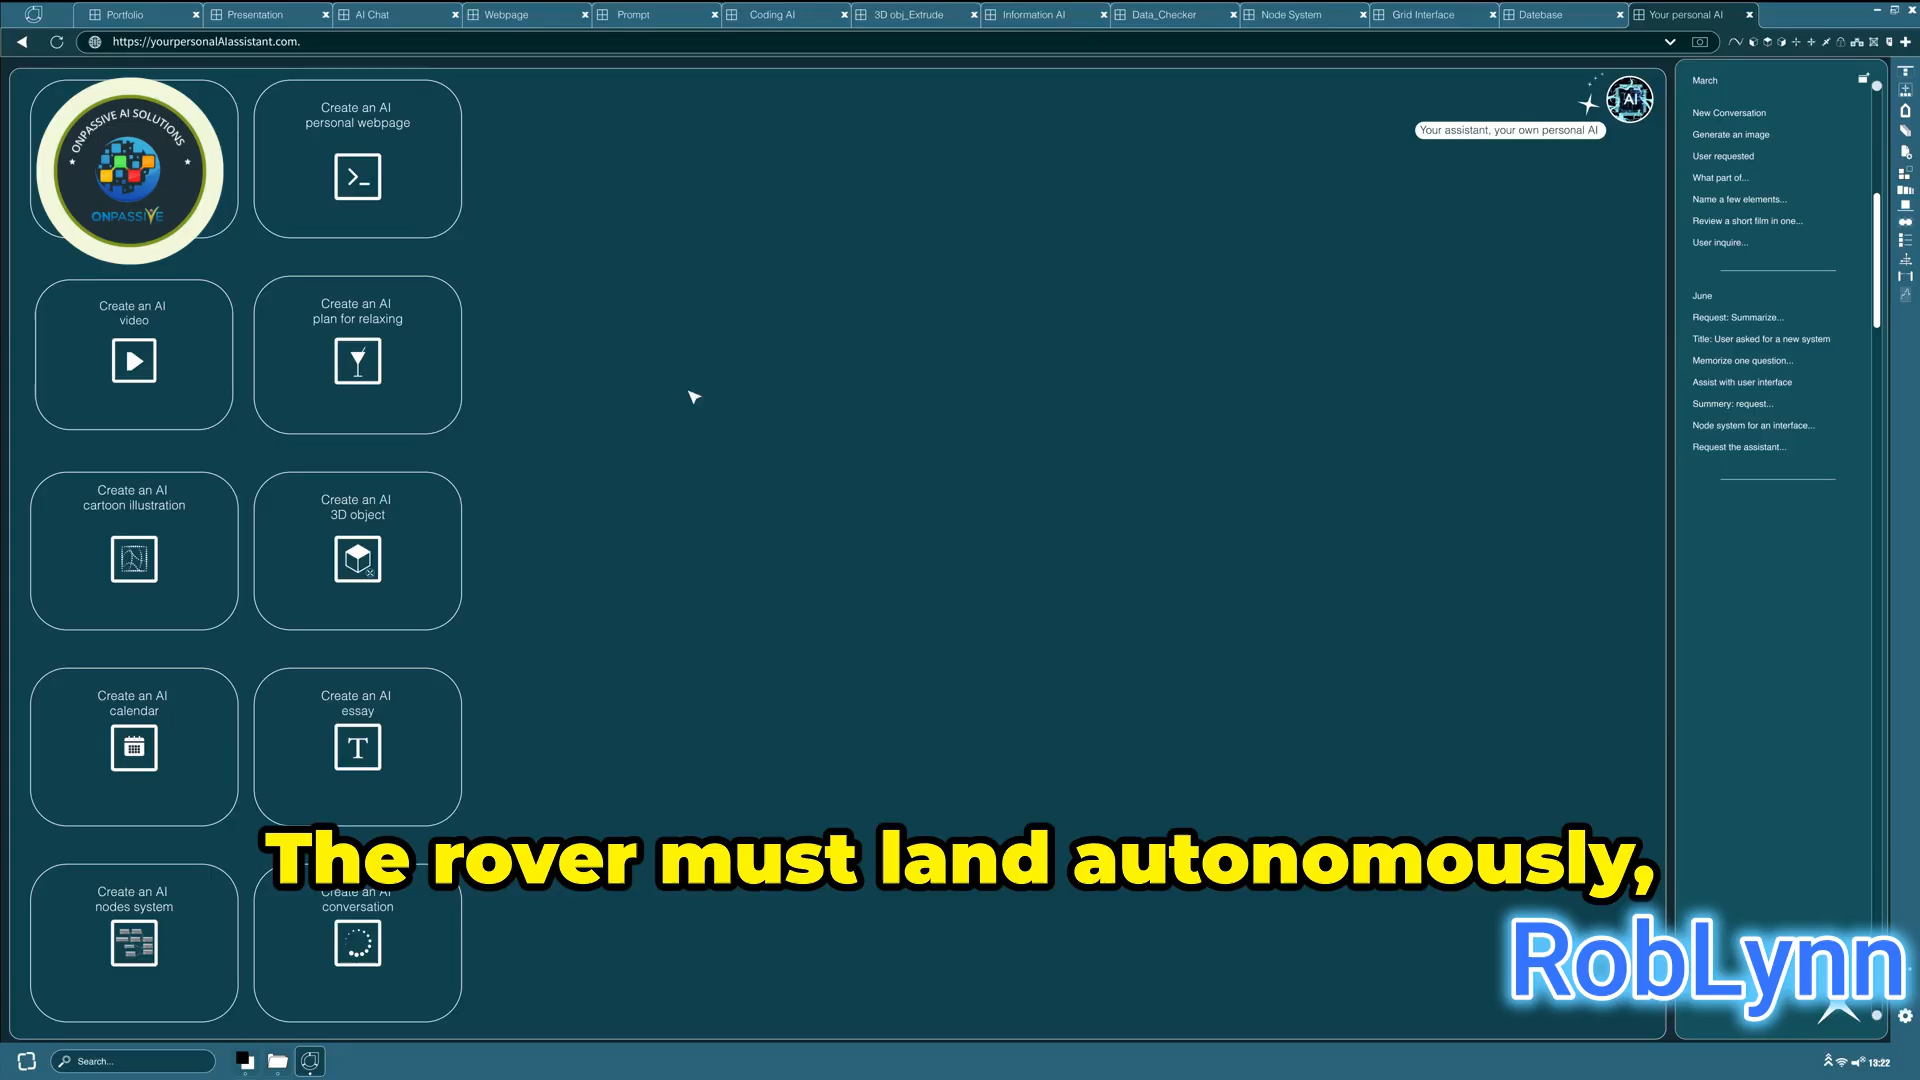 Portfolio
Presentation
AI Chat
Webpage
Prompt
Coding AI
3D obj_Extrude
Information AI
Data_Checker
Node System
Grid Interface
Datebase
Your personal AI
https://yourpersonalAIassistant.com.
ONPASSIVE AI SOLUTIONS
ONPASSIVE
Create an AI
personal webpage
AI
Your assistant, your own personal AI
Create an AI
video
Create an AI
plan for relaxing
Create an AI
cartoon illustration
Create an AI
3D object
Create an AI
calendar
Create an AI
essay
T
Create an AI
nodes system
Create an AI
conversation
March
New Conversation
Generate an image
User requested
What part of...
Name a few elements...
Review a short film in one...
User inquire...
June
Request: Summarize...
Title: User asked for a new system
Memorize one question...
Assist with user interface
Summery: request...
Node system for an interface...
Request the assistant...
The rover must land autonomously,
RobLynn
Search...
13:22